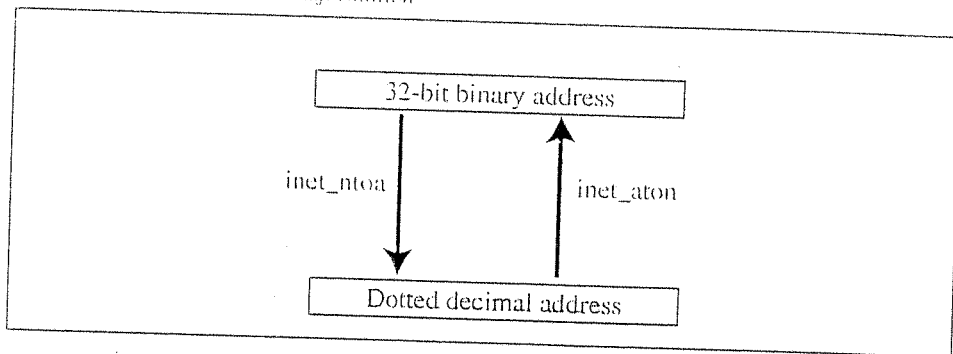 32-bit binary address
inet_ntoa
inet_aton
Dotted decimal address